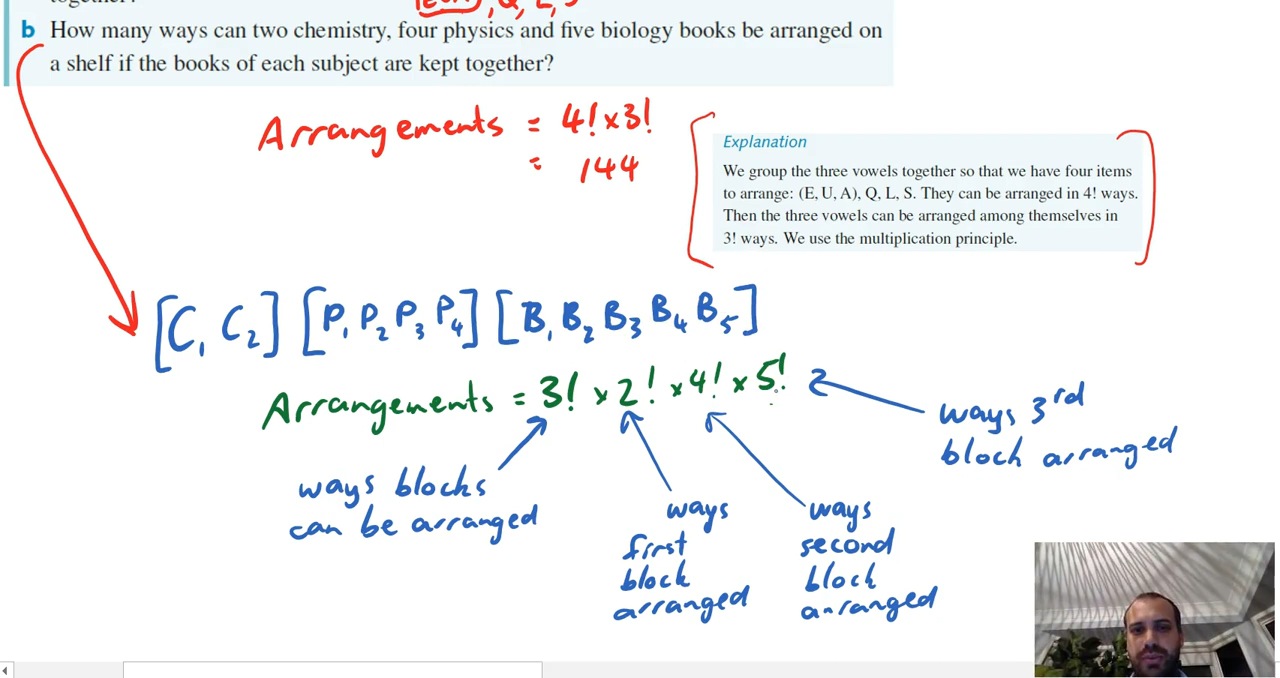 together?
(EUA), Q, L, S
b How many ways can two chemistry, four physics and five biology books be arranged on
a shelf if the books of each subject are kept together?
Arrangements = 4! × 3!
= 144
Explanation
We group the three vowels together so that we have four items
to arrange: (E, U, A), Q, L, S. They can be arranged in 4! ways.
Then the three vowels can be arranged among themselves in
3! ways. We use the multiplication principle.
[C₁ C₂] [P₁ P₂ P₃ P₄] [B₁ B₂ B₃ B₄ B₅]
Arrangements = 3! × 2! × 4! × 5!
ways 3rd
block arranged
ways blocks
can be arranged
ways
first
block
arranged
ways
second
block
arranged